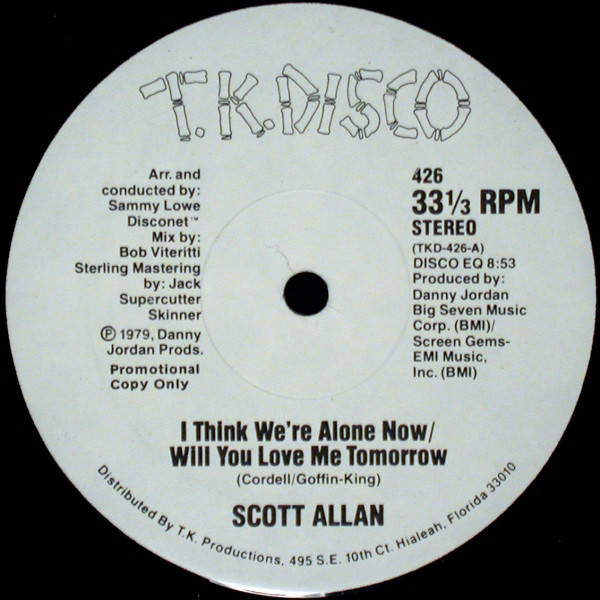 T.K. DISCO
Arr. and
conducted by:
Sammy Lowe
Disconet™
Mix by:
Bob Viteritti
Sterling Mastering
by: Jack
Supercutter
Skinner
℗ 1979, Danny
Jordan Prods.
Promotional
Copy Only
426
33 1/3 RPM
STEREO
(TKD-426-A)
DISCO EQ 8:53
Produced by:
Danny Jordan
Big Seven Music
Corp. (BMI)/
Screen Gems-
EMI Music,
Inc. (BMI)
I Think We're Alone Now/
Will You Love Me Tomorrow
(Cordell/Goffin-King)
SCOTT ALLAN
Distributed By T.K. Productions, 495 S.E. 10th Ct. Hialeah, Florida 33010